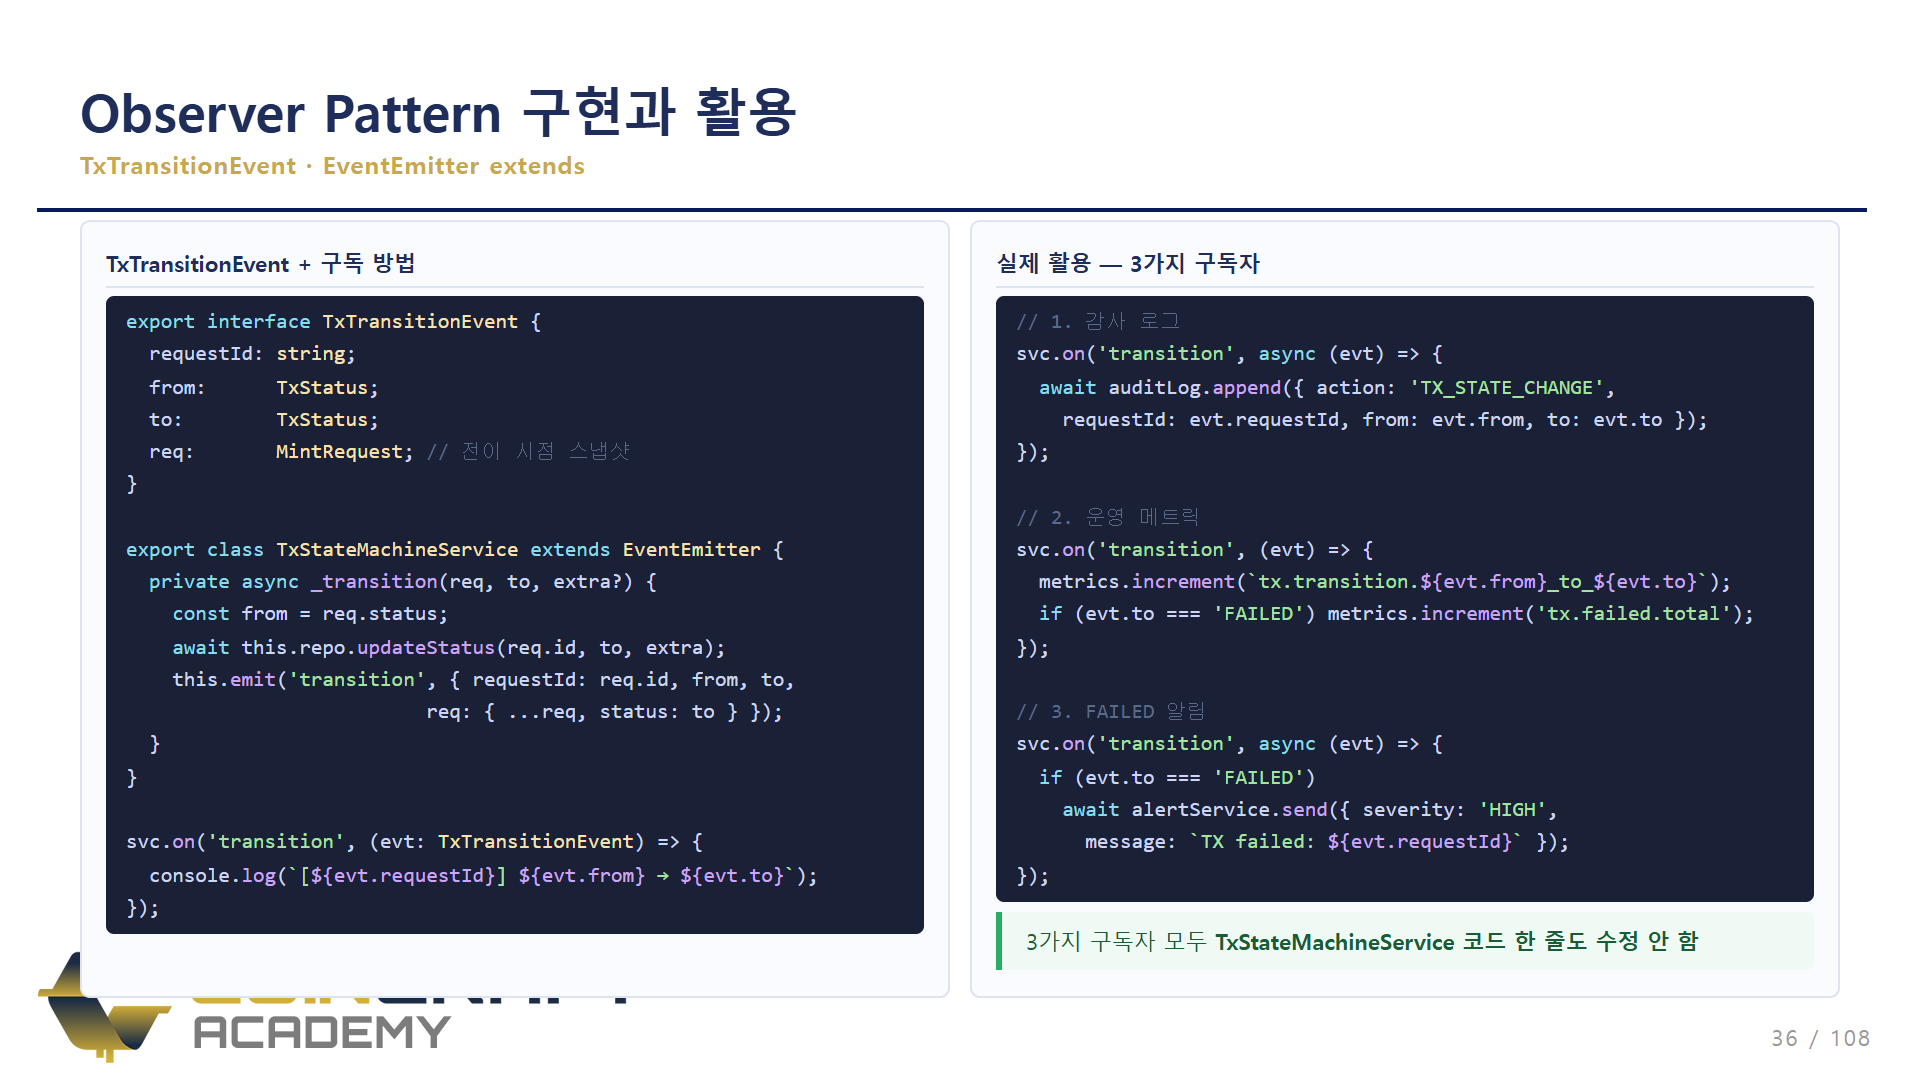 Observer Pattern 구현과 활용
TxTransitionEvent · EventEmitter extends
TxTransitionEvent + 구독 방법
export interface TxTransitionEvent {
  requestId: string;
  from:      TxStatus;
  to:        TxStatus;
  req:       MintRequest; // 전이 시점 스냅샷
}

export class TxStateMachineService extends EventEmitter {
  private async _transition(req, to, extra?) {
    const from = req.status;
    await this.repo.updateStatus(req.id, to, extra);
    this.emit('transition', { requestId: req.id, from, to,
                          req: { ...req, status: to } });
  }
}

svc.on('transition', (evt: TxTransitionEvent) => {
  console.log(`[${evt.requestId}] ${evt.from} → ${evt.to}`);
});
실제 활용 — 3가지 구독자
// 1. 감사 로그
svc.on('transition', async (evt) => {
  await auditLog.append({ action: 'TX_STATE_CHANGE',
    requestId: evt.requestId, from: evt.from, to: evt.to });
});

// 2. 운영 메트릭
svc.on('transition', (evt) => {
  metrics.increment(`tx.transition.${evt.from}_to_${evt.to}`);
  if (evt.to === 'FAILED') metrics.increment('tx.failed.total');
});

// 3. FAILED 알림
svc.on('transition', async (evt) => {
  if (evt.to === 'FAILED')
    await alertService.send({ severity: 'HIGH',
      message: `TX failed: ${evt.requestId}` });
});
3가지 구독자 모두 TxStateMachineService 코드 한 줄도 수정 안 함
ACADEMY
36 / 108